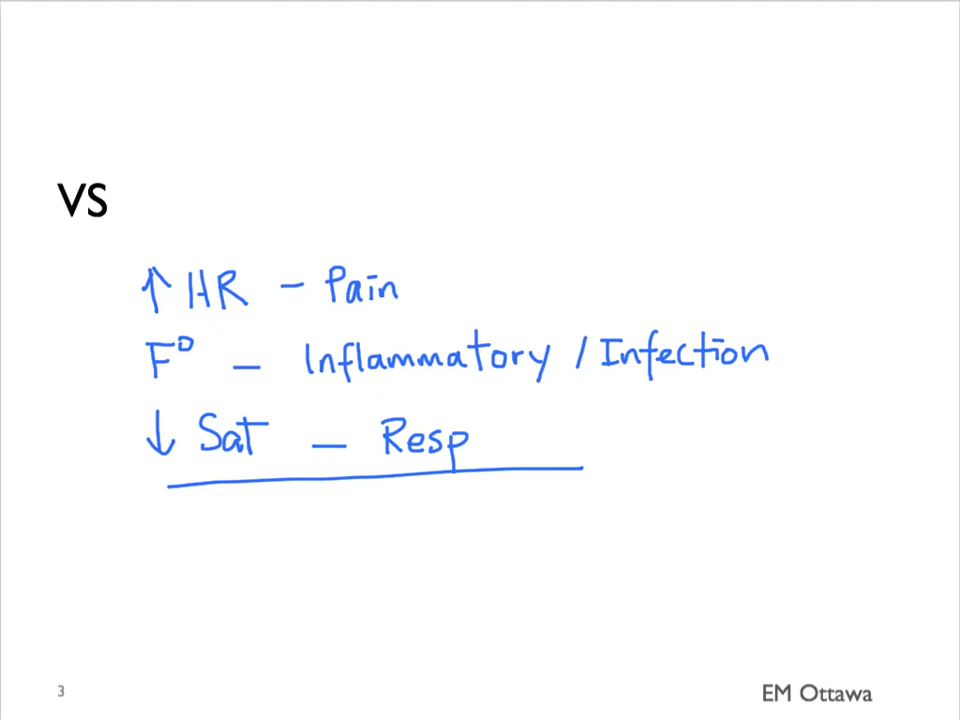 VS
↑ HR - Pain
F° - Inflammatory / Infection
↓ Sat - Resp
3
EM Ottawa